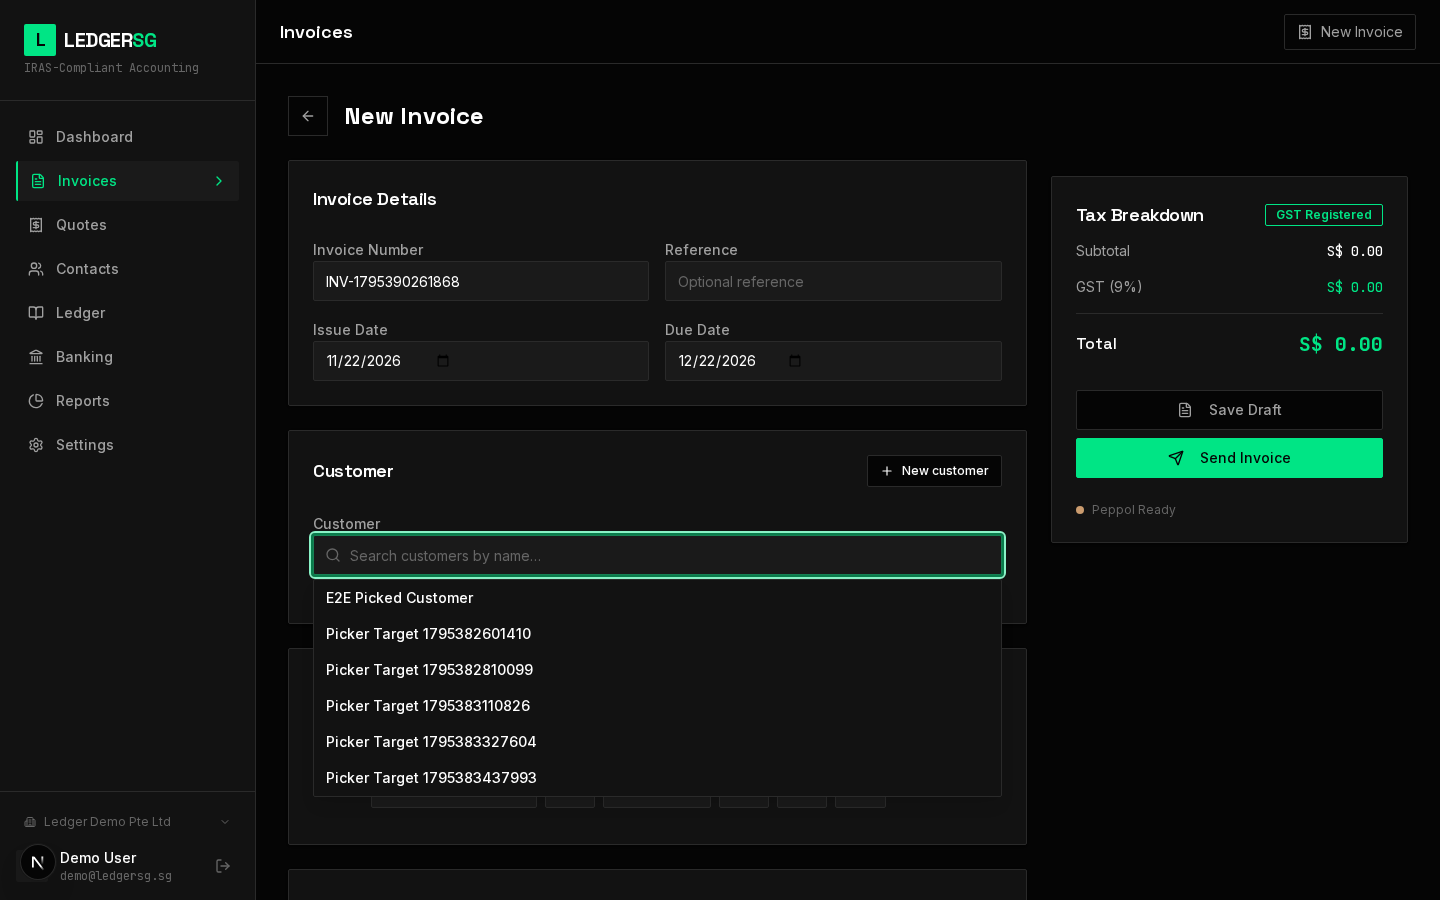 L LEDGERSG
IRAS-Compliant Accounting
Dashboard
Invoices
Quotes
Contacts
Ledger
Banking
Reports
Settings
Ledger Demo Pte Ltd
N
Demo User
demo@ledgersg.sg
Invoices
New Invoice
New Invoice
Invoice Details
Invoice Number
Reference
INV-1795390261868
Optional reference
Issue Date
Due Date
11/22/2026
12/22/2026
Customer
New customer
Customer
Search customers by name...
E2E Picked Customer
Picker Target 1795382601410
Picker Target 1795382810099
Picker Target 1795383110826
Picker Target 1795383327604
Picker Target 1795383437993
Tax Breakdown
GST Registered
Subtotal
S$ 0.00
GST (9%)
S$ 0.00
Total
S$ 0.00
Save Draft
Send Invoice
Peppol Ready